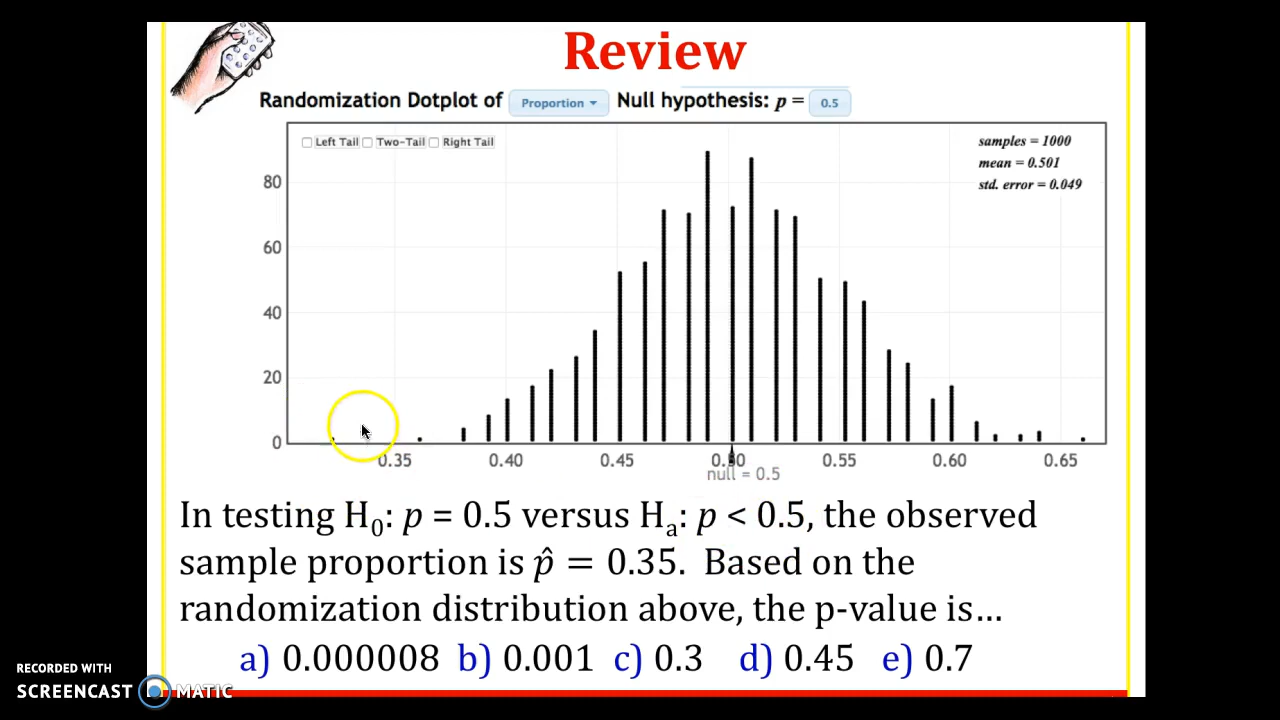 Review
Randomization Dotplot of Proportion Null hypothesis: p = 0.5
Left Tail Two-Tail Right Tail
samples = 1000
mean = 0.501
std. error = 0.049
80
60
40
20
0
0.35 0.40 0.45 0.50 0.55 0.60 0.65
null = 0.5
In testing H₀: p = 0.5 versus Hₐ: p < 0.5, the observed
sample proportion is p̂ = 0.35. Based on the
randomization distribution above, the p-value is…
a) 0.000008 b) 0.001 c) 0.3 d) 0.45 e) 0.7
RECORDED WITH
SCREENCAST MATIC